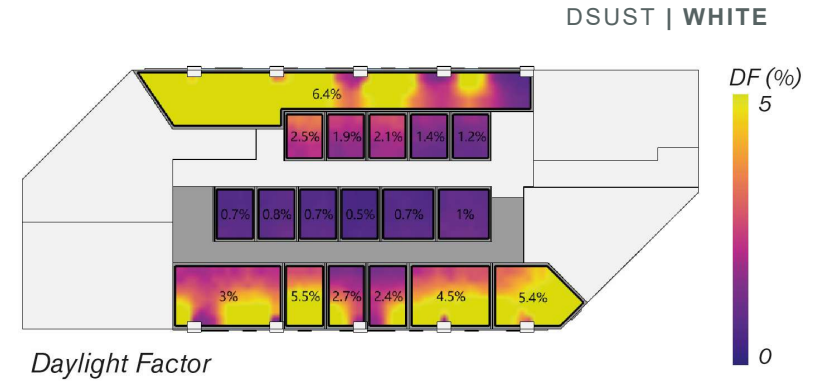 DSUST | WHITE
DF (%)
5
6.4%
2.5% 1.9% 2.1% 1.4% 1.2%
0.7% 0.8% 0.7% 0.5% 0.7% 1%
3% 5.5% 2.7% 2.4% 4.5% 5.4%
0
Daylight Factor